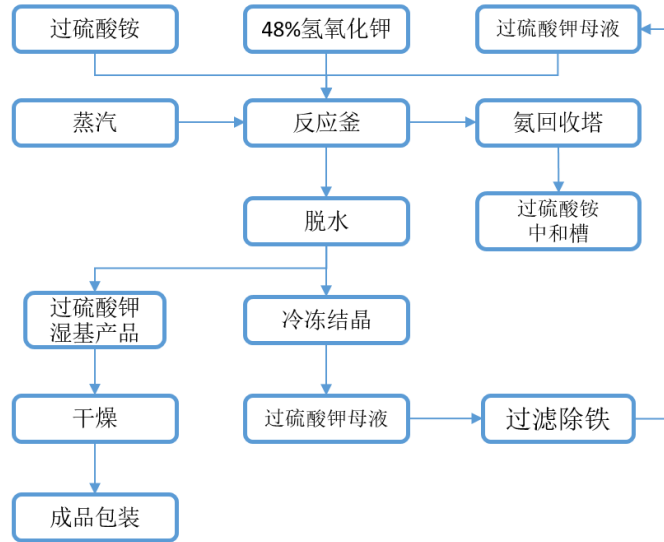 过硫酸铵
48%氢氧化钾
过硫酸钾母液
蒸汽
反应釜
氨回收塔
脱水
过硫酸铵
中和槽
过硫酸钾
湿基产品
冷冻结晶
干燥
过硫酸钾母液
过滤除铁
成品包装